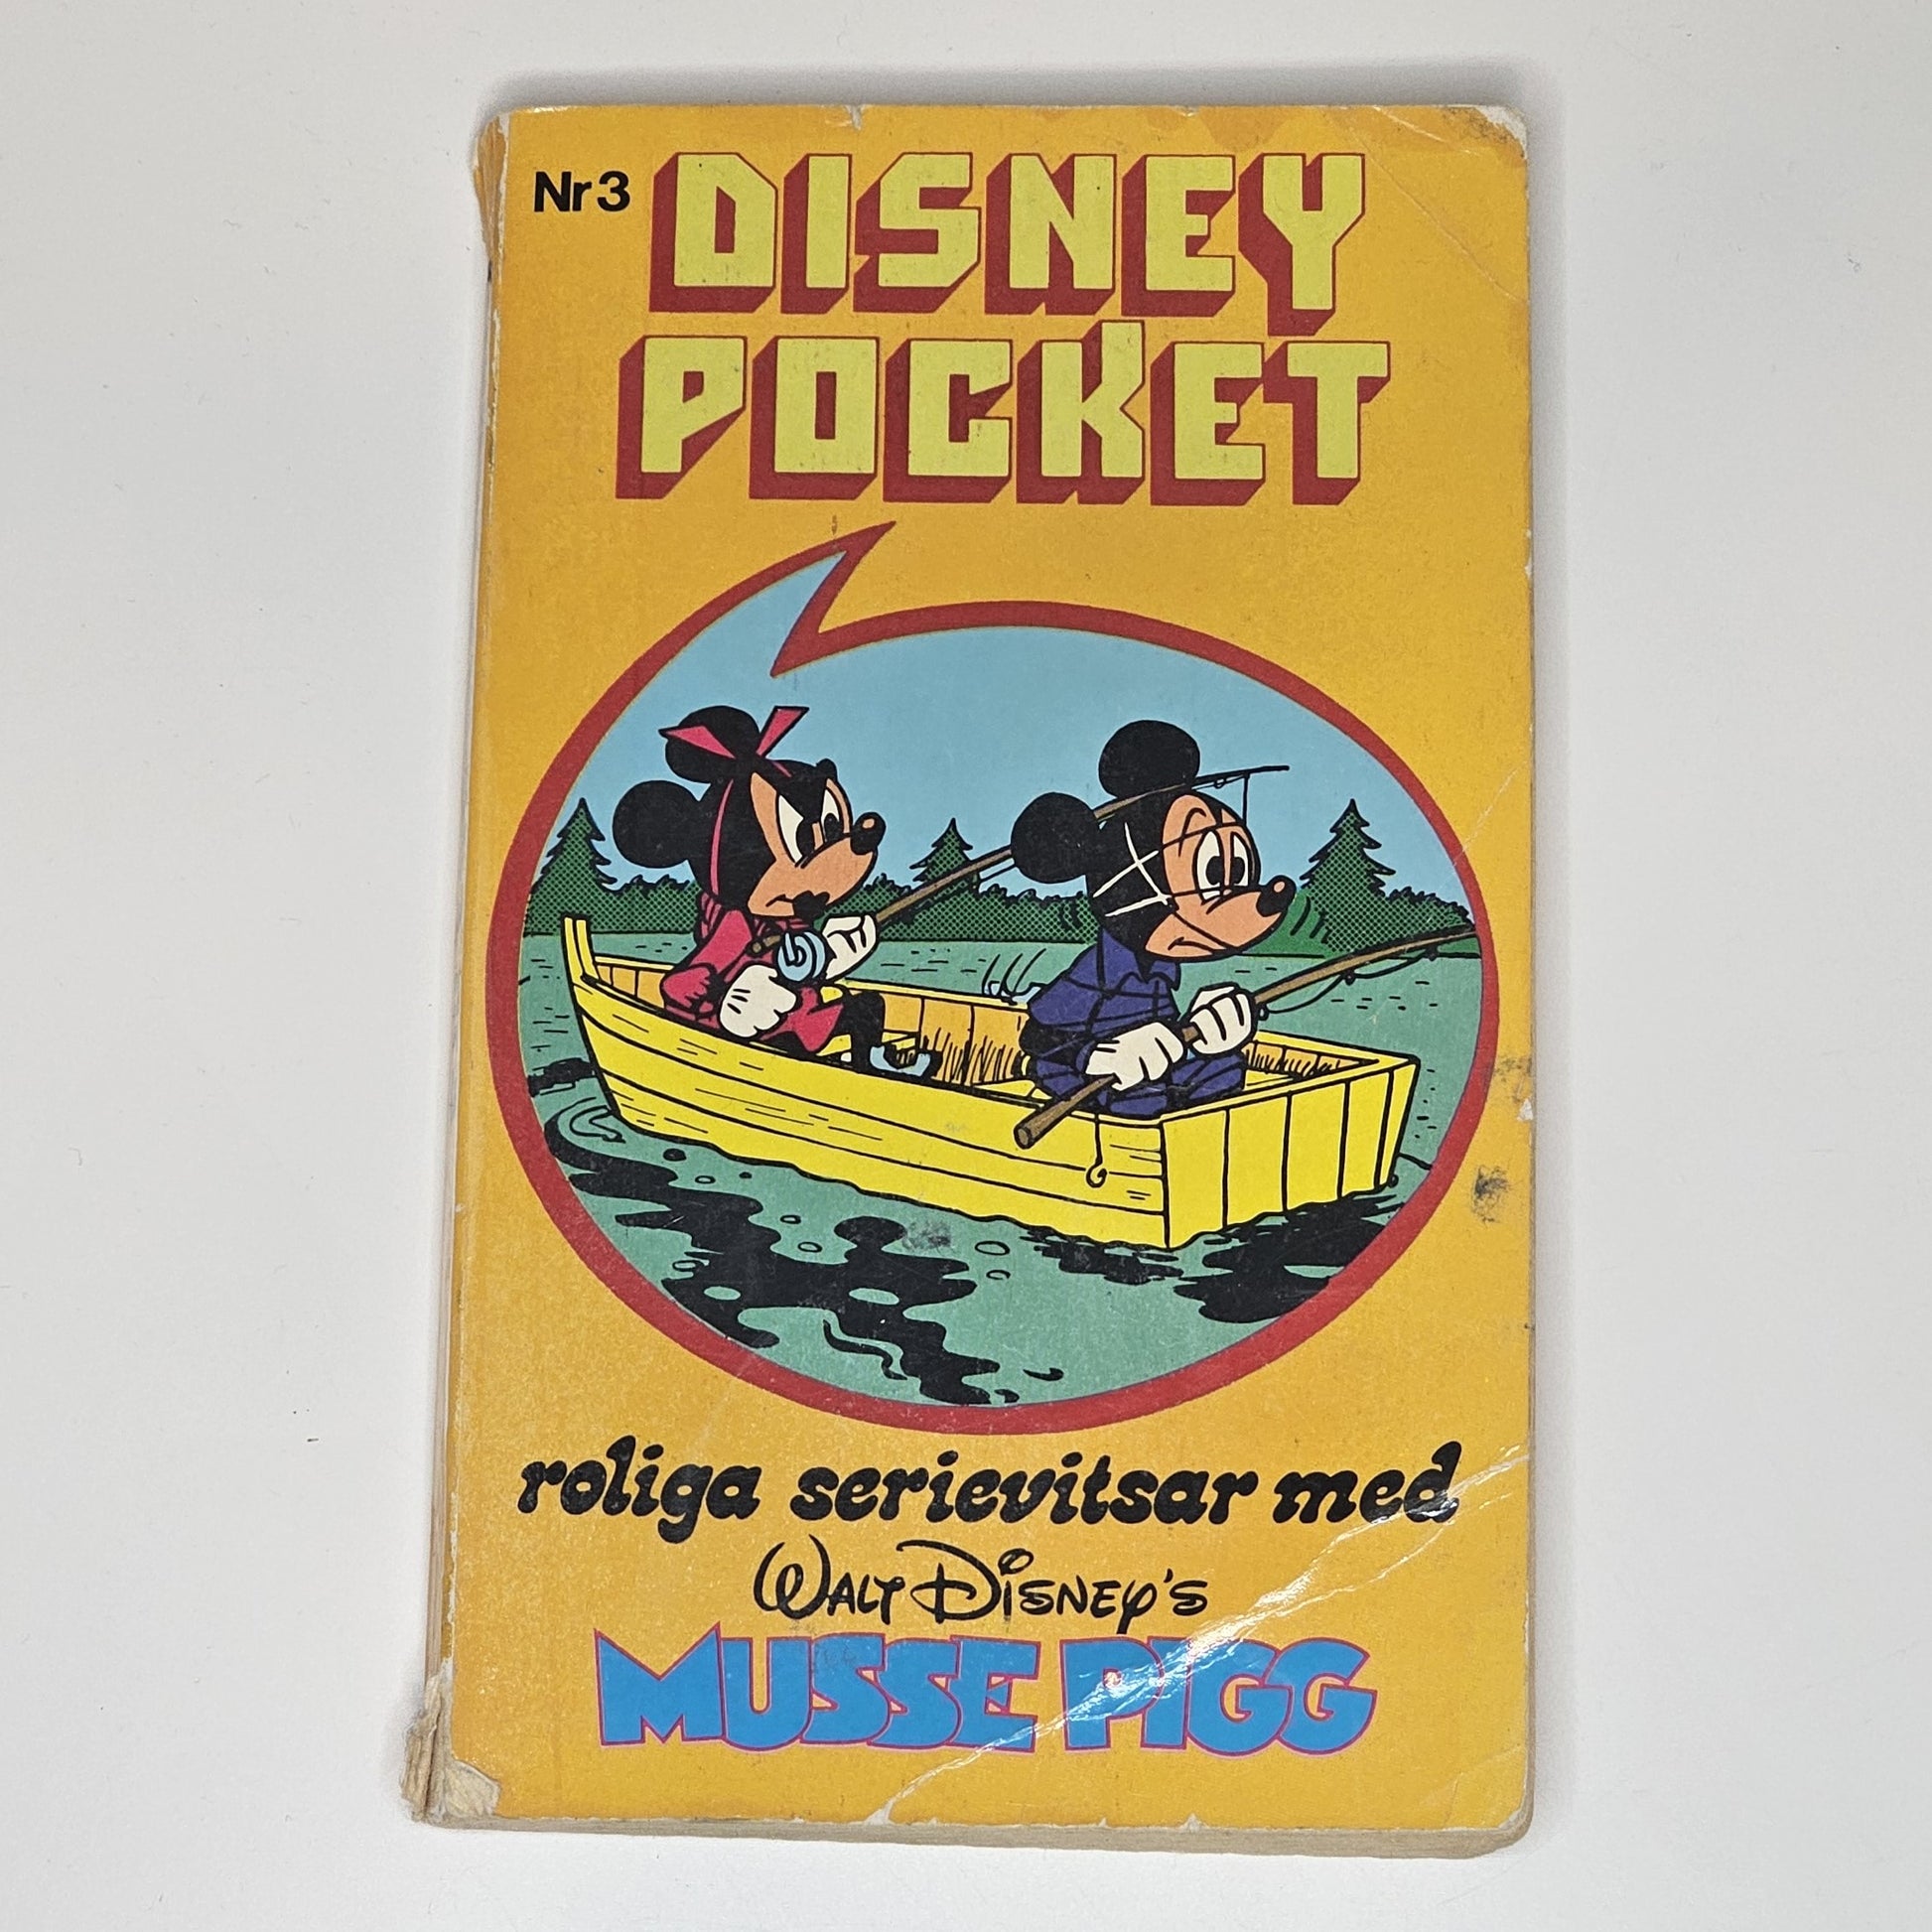 Nr 3
DISNEY
POCKET
roliga serievitsar med
WALT DISNEY'S
MUSSE PIGG